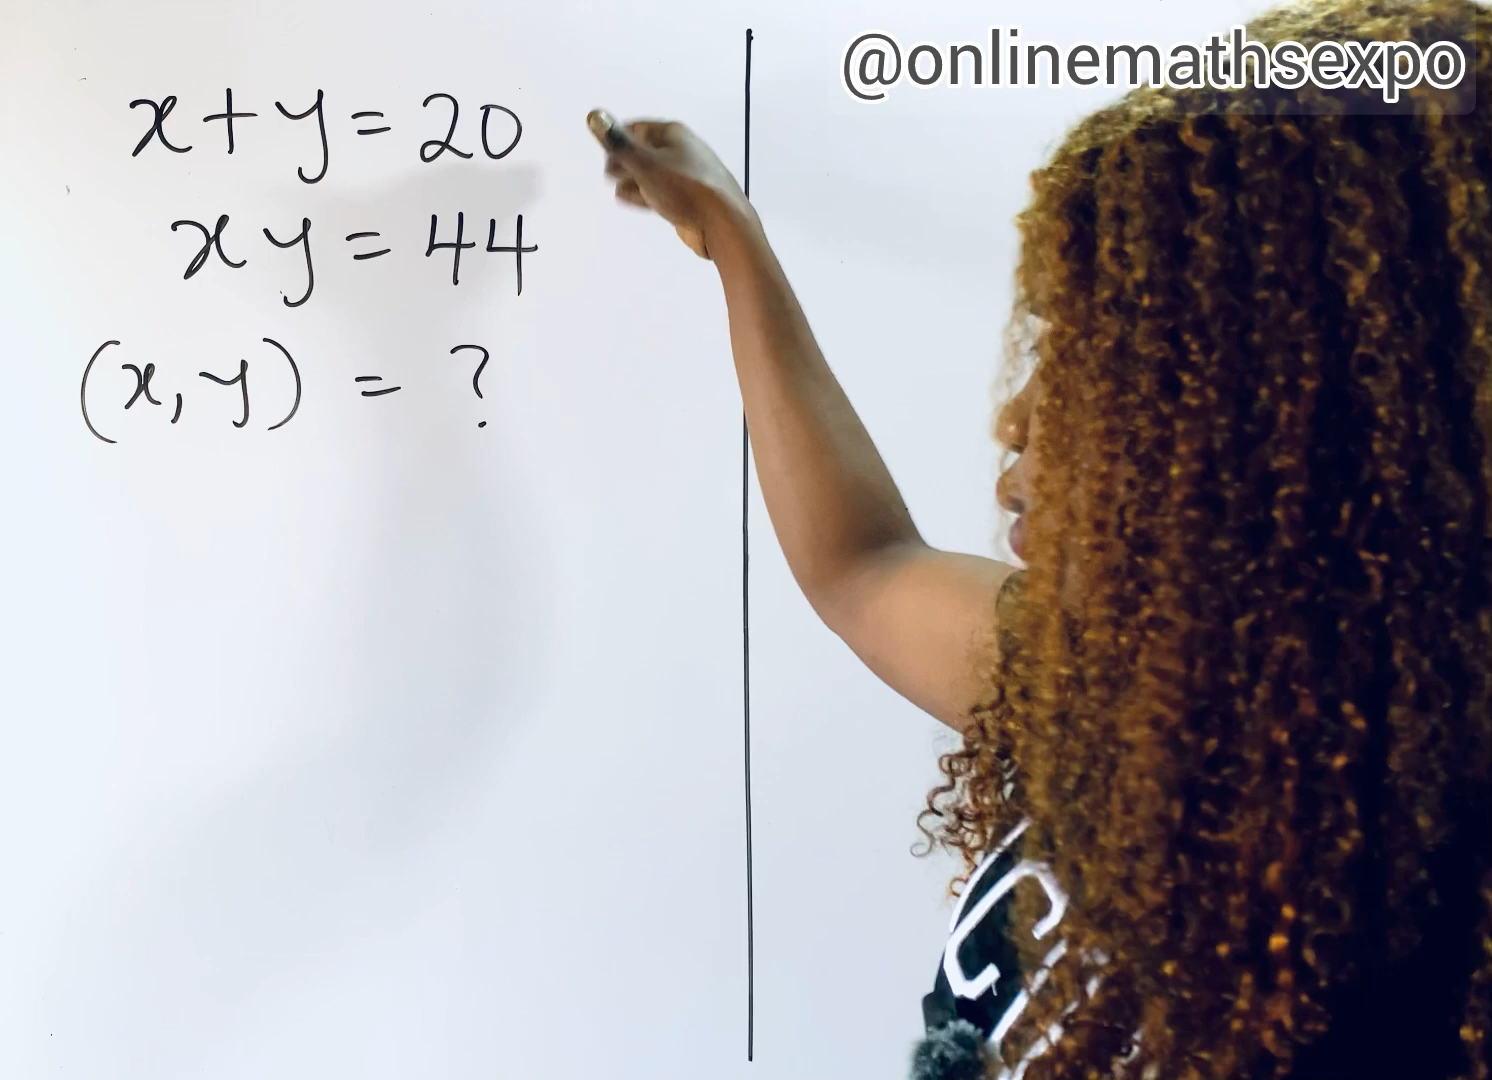 @onlinemathsexpo
x + y = 20
xy = 44
(x, y) = ?